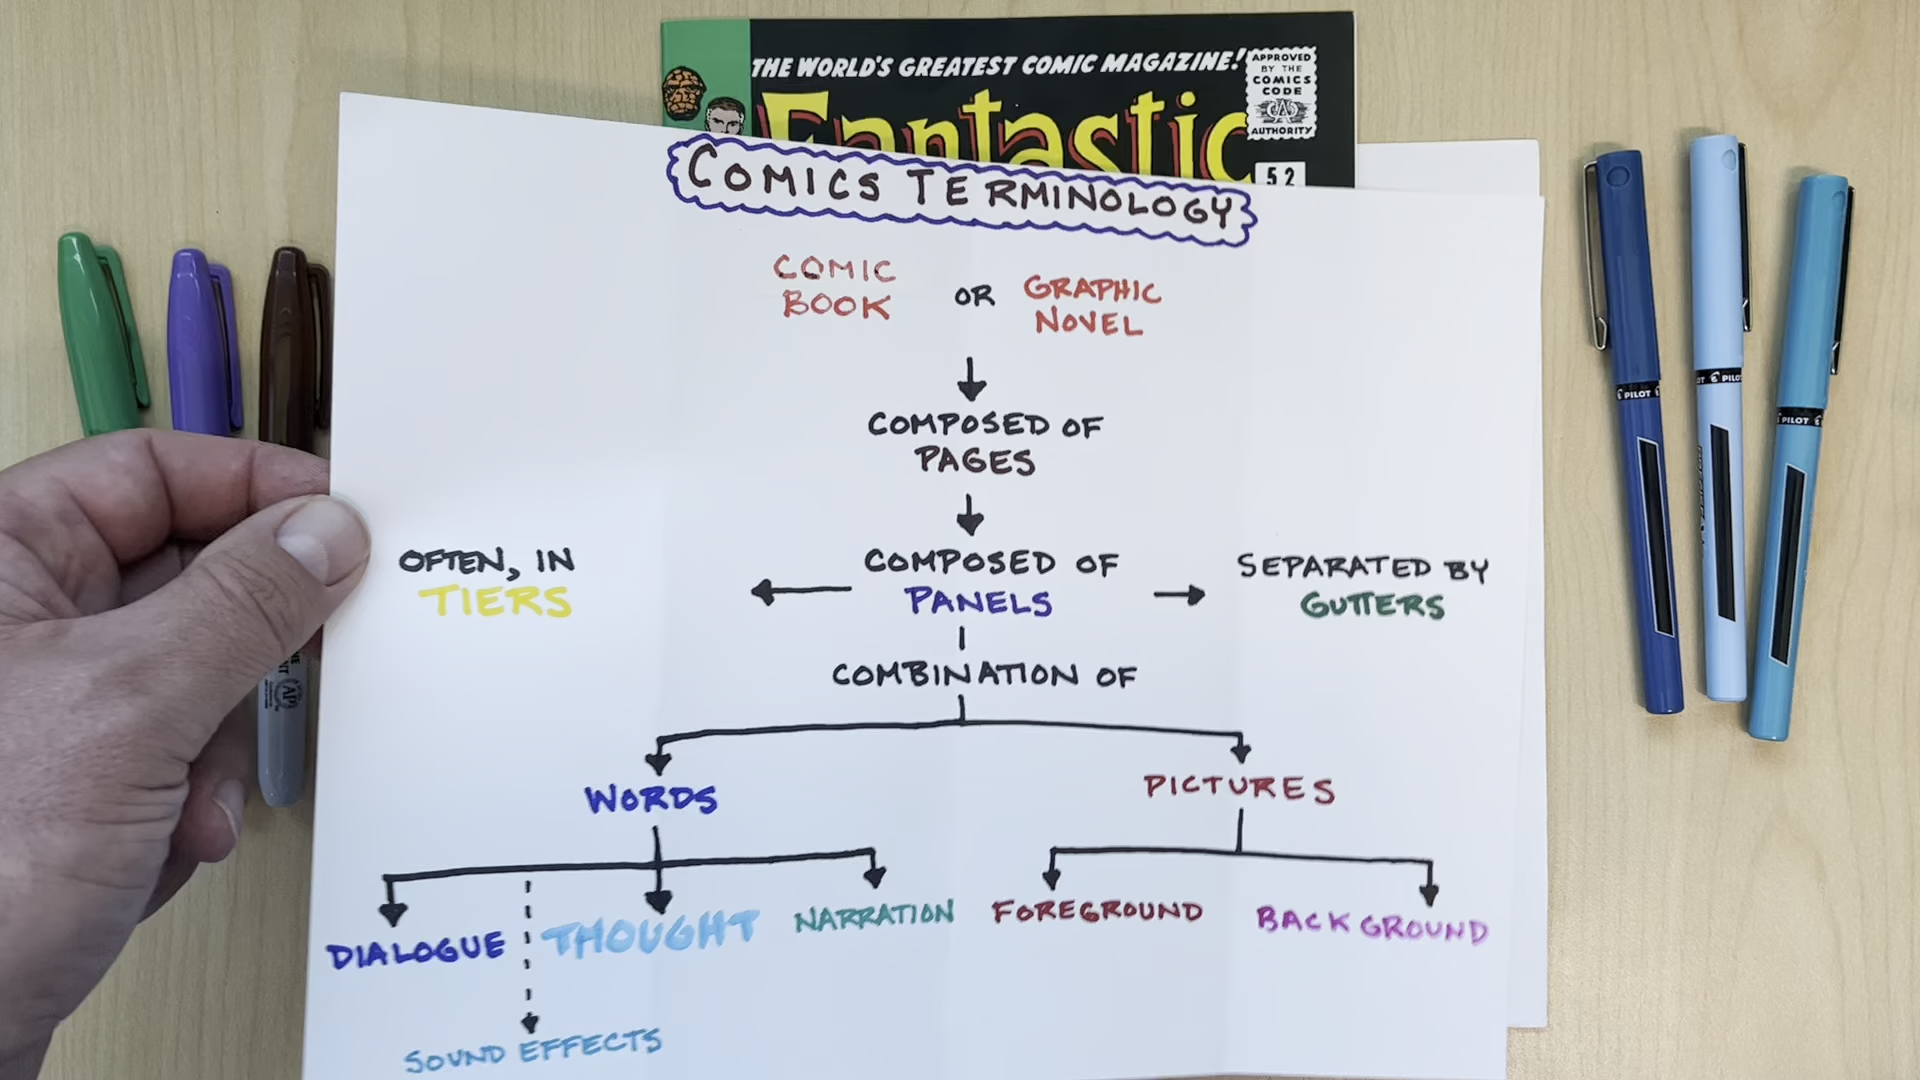 THE WORLD'S GREATEST COMIC MAGAZINE!
APPROVED
BY THE
COMICS
CODE
AUTHORITY
Fantastic
52
COMICS TERMINOLOGY
COMIC
BOOK
OR
GRAPHIC
NOVEL
COMPOSED OF
PAGES
OFTEN, IN
TIERS
COMPOSED OF
PANELS
SEPARATED BY
GUTTERS
COMBINATION OF
WORDS
PICTURES
DIALOGUE
THOUGHT
NARRATION
FOREGROUND
BACKGROUND
SOUND EFFECTS
PILOT
PILOT
PILOT